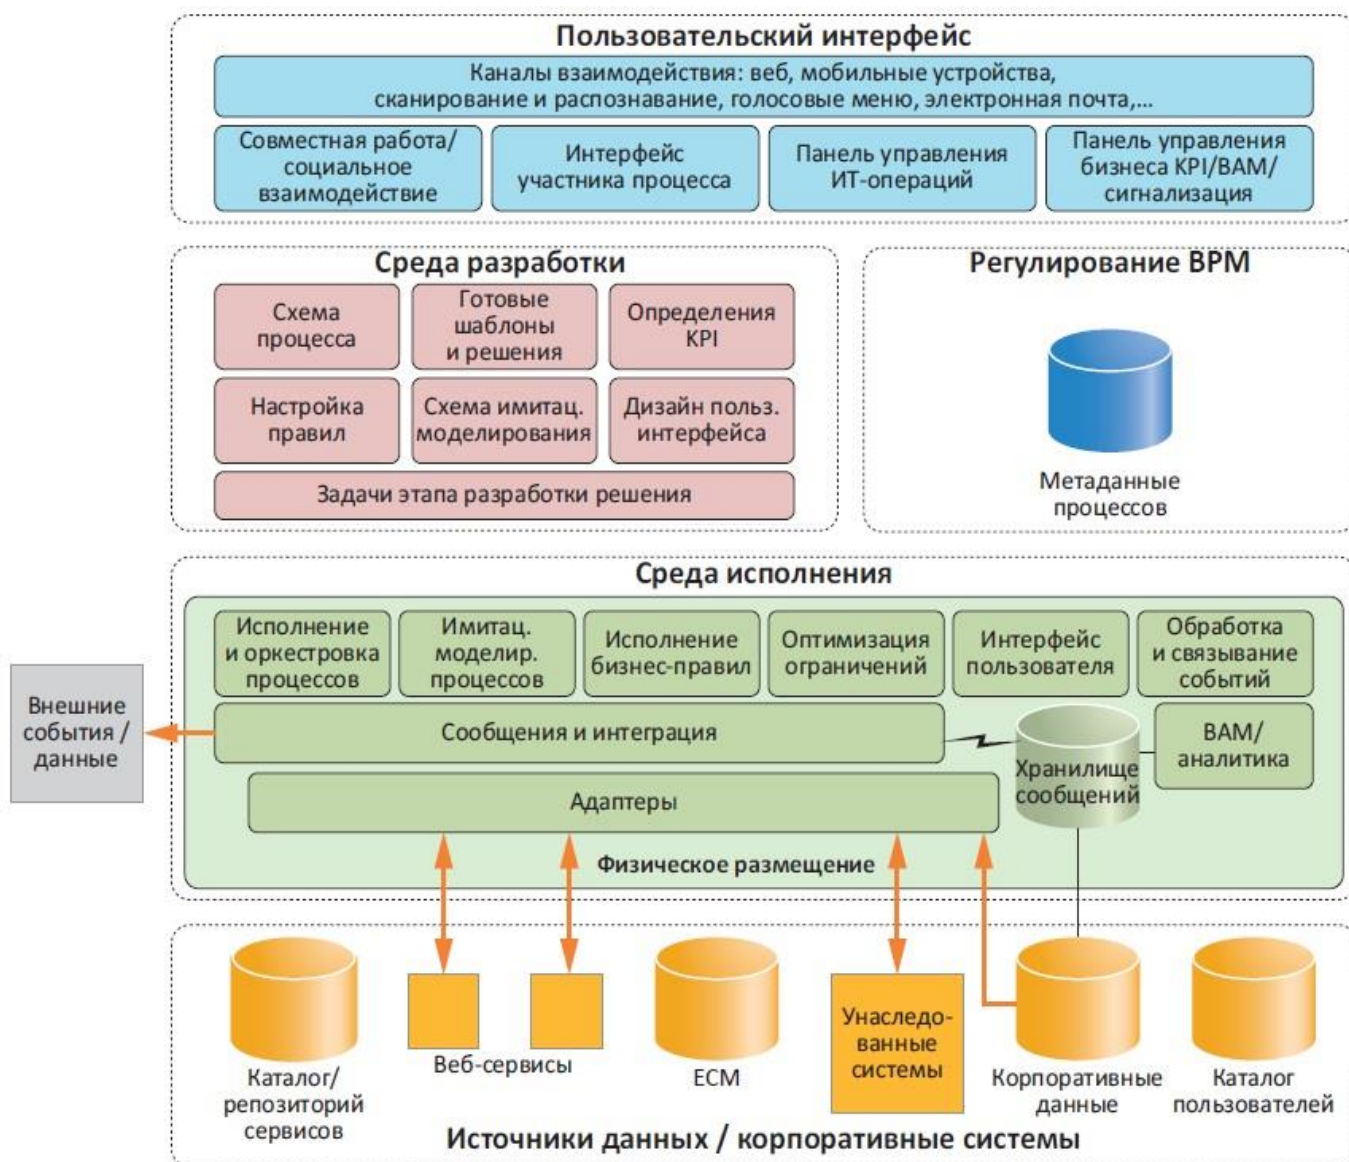 Пользовательский интерфейс
Каналы взаимодействия: веб, мобильные устройства,
сканирование и распознавание, голосовые меню, электронная почта,...
Совместная работа/
социальное
взаимодействие
Интерфейс
участника процесса
Панель управления
ИТ-операций
Панель управления
бизнеса KPI/BAM/
сигнализация
Среда разработки
Схема
процесса
Готовые
шаблоны
и решения
Определения
KPI
Настройка
правил
Схема имитац.
моделирования
Дизайн польз.
интерфейса
Задачи этапа разработки решения
Регулирование BPM
Метаданные
процессов
Среда исполнения
Исполнение
и оркестровка
процессов
Имитац.
моделир.
процессов
Исполнение
бизнес-правил
Оптимизация
ограничений
Интерфейс
пользователя
Обработка
и связывание
событий
Внешние
события /
данные
Сообщения и интеграция
Хранилище
сообщений
BAM/
аналитика
Адаптеры
Физическое размещение
Каталог/
репозиторий
сервисов
Веб-сервисы
ECM
Унаследо-
ванные
системы
Корпоративные
данные
Каталог
пользователей
Источники данных / корпоративные системы